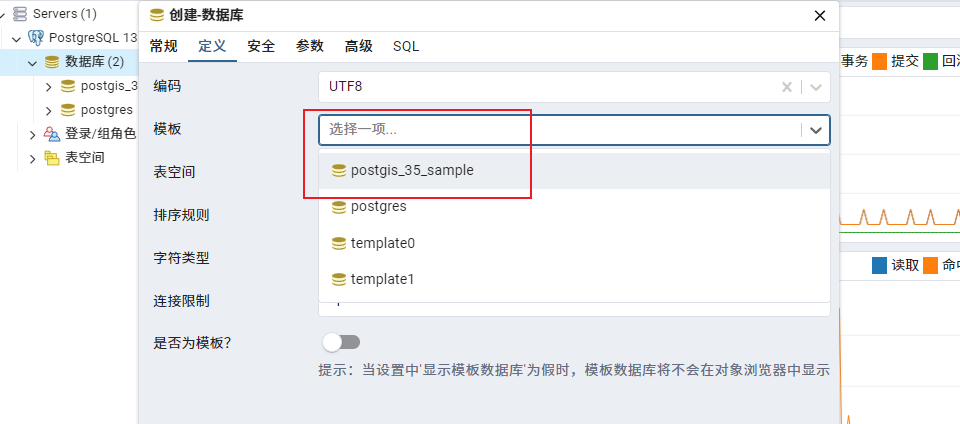 Servers (1)
PostgreSQL 13
数据库 (2)
postgis_3
postgres
登录/组角色
表空间
创建-数据库
常规 定义 安全 参数 高级 SQL
编码 UTF8
模板 选择一项...
表空间 postgis_35_sample
排序规则 postgres
字符类型 template0
template1
连接限制
是否为模板?
提示：当设置中'显示模板数据库'为假时，模板数据库将不会在对象浏览器中显示
事务 提交
读取